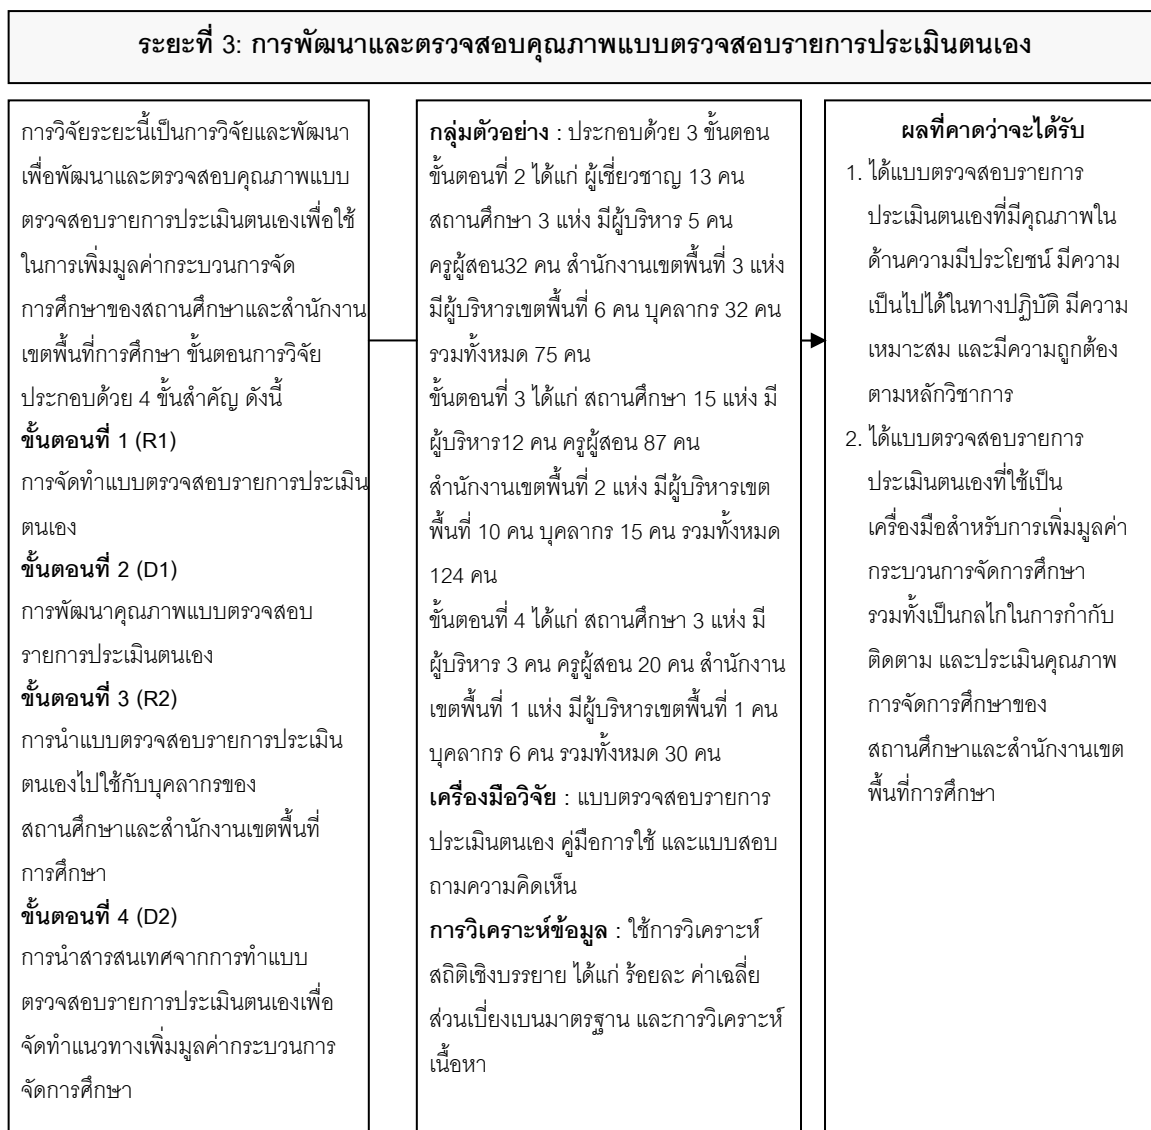 ระยะที่ 3: การพัฒนาและตรวจสอบคุณภาพแบบตรวจสอบรายการประเมินตนเอง
การวิจัยระยะนี้เป็นการวิจัยและพัฒนา
เพื่อพัฒนาและตรวจสอบคุณภาพแบบ
ตรวจสอบรายการประเมินตนเองเพื่อใช้
ในการเพิ่มมูลค่ากระบวนการจัด
การศึกษาของสถานศึกษาและสำนักงาน
เขตพื้นที่การศึกษา ขั้นตอนการวิจัย
ประกอบด้วย 4 ขั้นสำคัญ ดังนี้
ขั้นตอนที่ 1 (R1)
การจัดทำแบบตรวจสอบรายการประเมิน
ตนเอง
ขั้นตอนที่ 2 (D1)
การพัฒนาคุณภาพแบบตรวจสอบ
รายการประเมินตนเอง
ขั้นตอนที่ 3 (R2)
การนำแบบตรวจสอบรายการประเมิน
ตนเองไปใช้กับบุคลากรของ
สถานศึกษาและสำนักงานเขตพื้นที่
การศึกษา
ขั้นตอนที่ 4 (D2)
การนำสารสนเทศจากการทำแบบ
ตรวจสอบรายการประเมินตนเองเพื่อ
จัดทำแนวทางเพิ่มมูลค่ากระบวนการ
จัดการศึกษา
กลุ่มตัวอย่าง : ประกอบด้วย 3 ขั้นตอน
ขั้นตอนที่ 2 ได้แก่ ผู้เชี่ยวชาญ 13 คน
สถานศึกษา 3 แห่ง มีผู้บริหาร 5 คน
ครูผู้สอน32 คน สำนักงานเขตพื้นที่ 3 แห่ง
มีผู้บริหารเขตพื้นที่ 6 คน บุคลากร 32 คน
รวมทั้งหมด 75 คน
ขั้นตอนที่ 3 ได้แก่ สถานศึกษา 15 แห่ง มี
ผู้บริหาร12 คน ครูผู้สอน 87 คน
สำนักงานเขตพื้นที่ 2 แห่ง มีผู้บริหารเขต
พื้นที่ 10 คน บุคลากร 15 คน รวมทั้งหมด
124 คน
ขั้นตอนที่ 4 ได้แก่ สถานศึกษา 3 แห่ง มี
ผู้บริหาร 3 คน ครูผู้สอน 20 คน สำนักงาน
เขตพื้นที่ 1 แห่ง มีผู้บริหารเขตพื้นที่ 1 คน
บุคลากร 6 คน รวมทั้งหมด 30 คน
เครื่องมือวิจัย : แบบตรวจสอบรายการ
ประเมินตนเอง คู่มือการใช้ และแบบสอบ
ถามความคิดเห็น
การวิเคราะห์ข้อมูล : ใช้การวิเคราะห์
สถิติเชิงบรรยาย ได้แก่ ร้อยละ ค่าเฉลี่ย
ส่วนเบี่ยงเบนมาตรฐาน และการวิเคราะห์
เนื้อหา
ผลที่คาดว่าจะได้รับ
1. ได้แบบตรวจสอบรายการ
ประเมินตนเองที่มีคุณภาพใน
ด้านความมีประโยชน์ มีความ
เป็นไปได้ในทางปฏิบัติ มีความ
เหมาะสม และมีความถูกต้อง
ตามหลักวิชาการ
2. ได้แบบตรวจสอบรายการ
ประเมินตนเองที่ใช้เป็น
เครื่องมือสำหรับการเพิ่มมูลค่า
กระบวนการจัดการศึกษา
รวมทั้งเป็นกลไกในการกำกับ
ติดตาม และประเมินคุณภาพ
การจัดการศึกษาของ
สถานศึกษาและสำนักงานเขต
พื้นที่การศึกษา